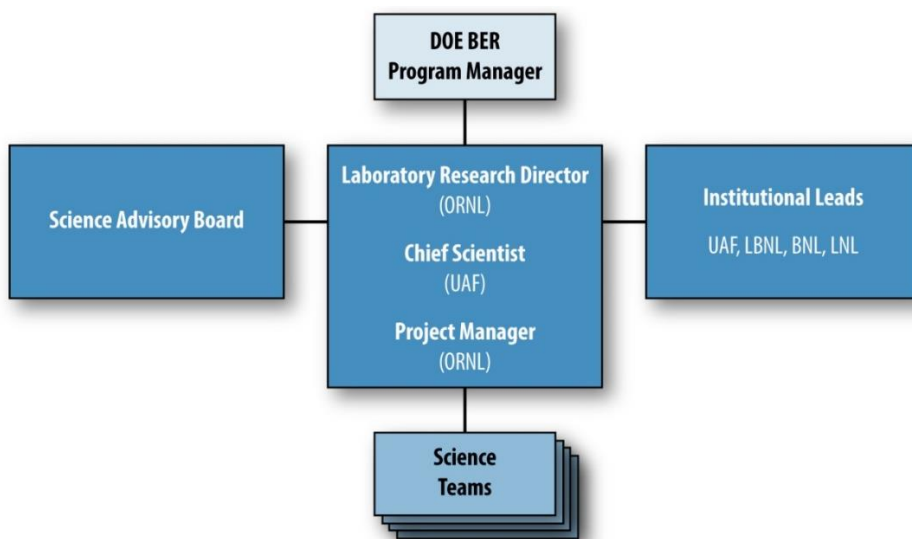 DOE BER
Program Manager
Science Advisory Board
Laboratory Research Director
(ORNL)
Chief Scientist
(UAF)
Project Manager
(ORNL)
Institutional Leads
UAF, LBNL, BNL, LNL
Science
Teams